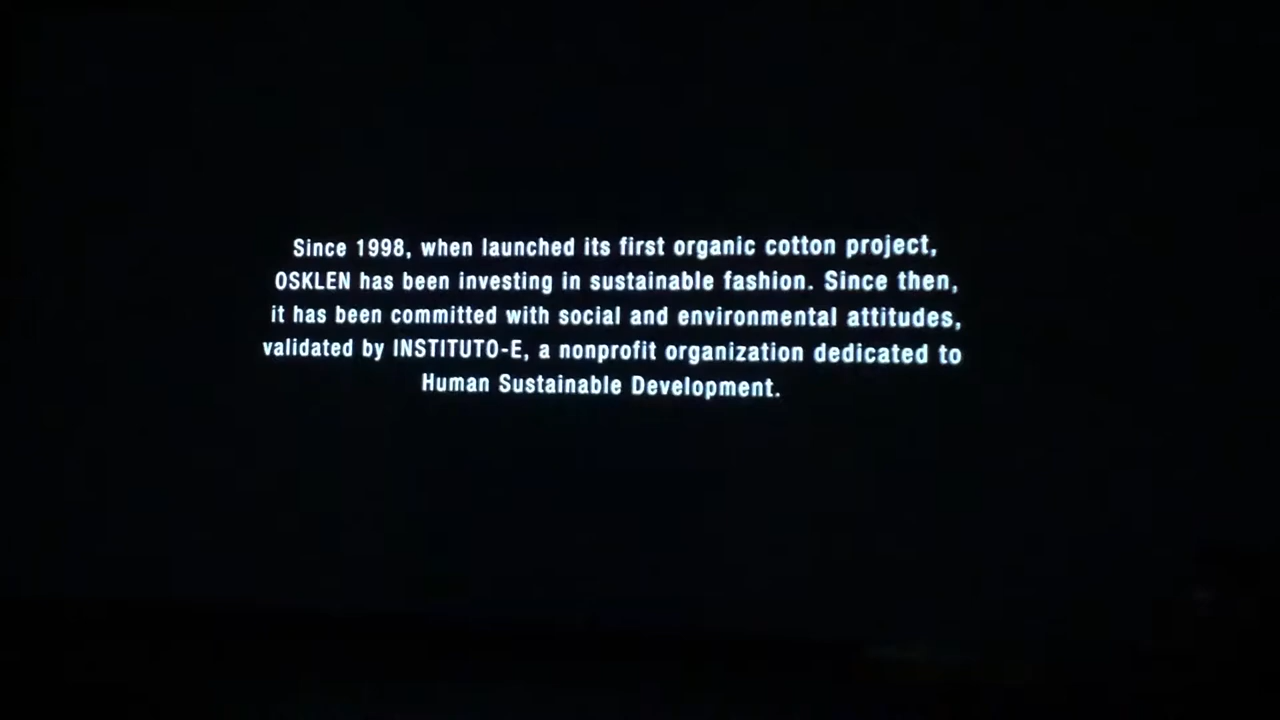 Since 1998, when launched its first organic cotton project,
OSKLEN has been investing in sustainable fashion. Since then,
it has been committed with social and environmental attitudes,
validated by INSTITUTO-E, a nonprofit organization dedicated to
Human Sustainable Development.